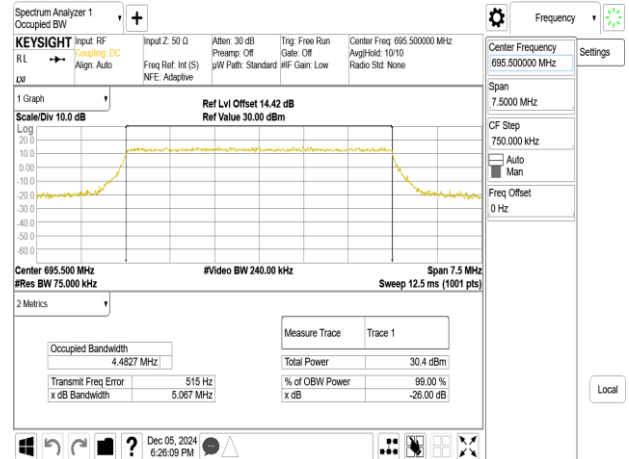 Spectrum Analyzer 1
Occupied BW
Frequency
KEYSIGHT
Input: RF
Coupling: DC
Align: Auto
RL
LXI
Input Z: 50 Ω
Freq Ref: Int (S)
NFE: Adaptive
Atten: 30 dB
Preamp: Off
µW Path: Standard
Trig: Free Run
Gate: Off
#IF Gain: Low
Center Freq: 695.500000 MHz
Avg|Hold: 10/10
Radio Std: None
Center Frequency
695.500000 MHz
Settings
Span
7.5000 MHz
CF Step
750.000 kHz
Auto
Man
Freq Offset
0 Hz
Local
1 Graph
Scale/Div 10.0 dB
Ref Lvl Offset 14.42 dB
Ref Value 30.00 dBm
Log
20.0
10.0
0.00
-10.0
-20.0
-30.0
-40.0
-50.0
-60.0
Center 695.500 MHz
#Res BW 75.000 kHz
#Video BW 240.00 kHz
Span 7.5 MHz
Sweep 12.5 ms (1001 pts)
2 Metrics
Measure Trace Trace 1
Occupied Bandwidth
4.4827 MHz
Total Power 30.4 dBm
Transmit Freq Error 515 Hz
% of OBW Power 99.00 %
x dB Bandwidth 5.067 MHz
x dB -26.00 dB
Dec 05, 2024
6:26:09 PM